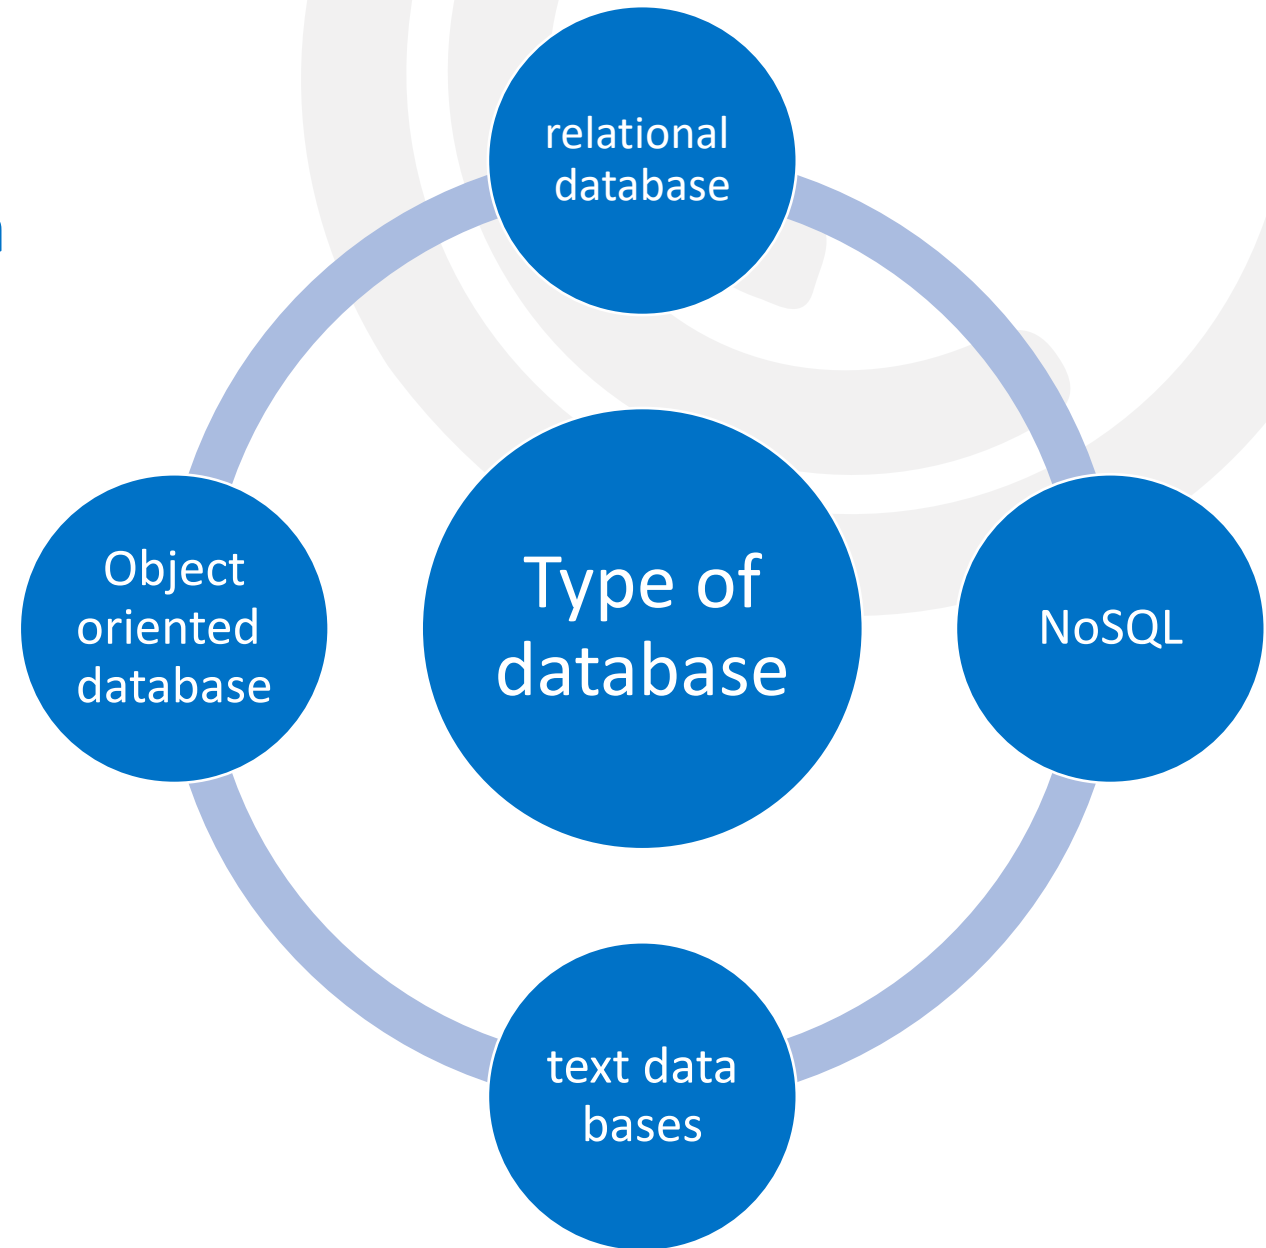 relational
database
Object
oriented
database
Type of
database
NoSQL
text data
bases